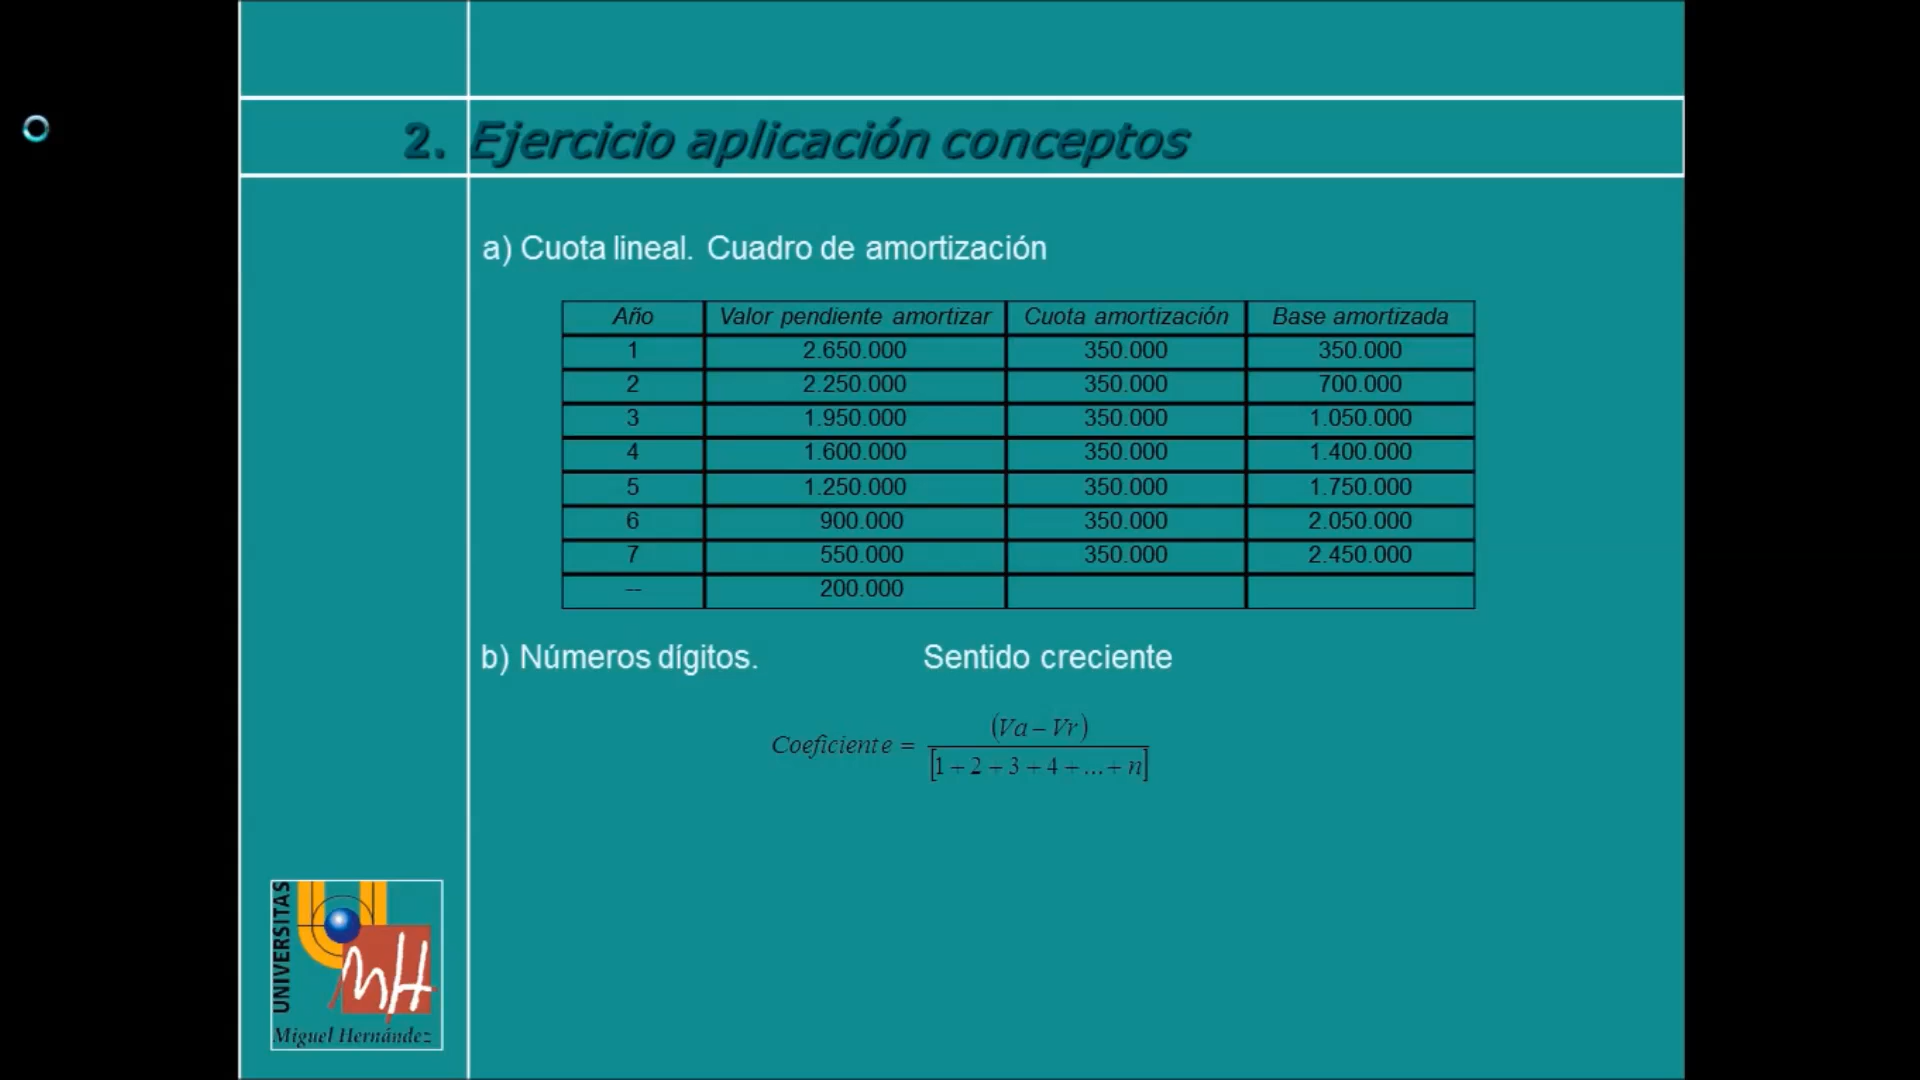 2. Ejercicio aplicación conceptos
a) Cuota lineal. Cuadro de amortización
Año Valor pendiente amortizar Cuota amortización Base amortizada
1 2.650.000 350.000 350.000
2 2.250.000 350.000 700.000
3 1.950.000 350.000 1.050.000
4 1.600.000 350.000 1.400.000
5 1.250.000 350.000 1.750.000
6 900.000 350.000 2.050.000
7 550.000 350.000 2.450.000
-- 200.000
b) Números dígitos. Sentido creciente
Coeficiente = (Va – Vr)
[1 + 2 + 3 + 4 + ... + n]
UNIVERSITAS
MH
Miguel Hernández